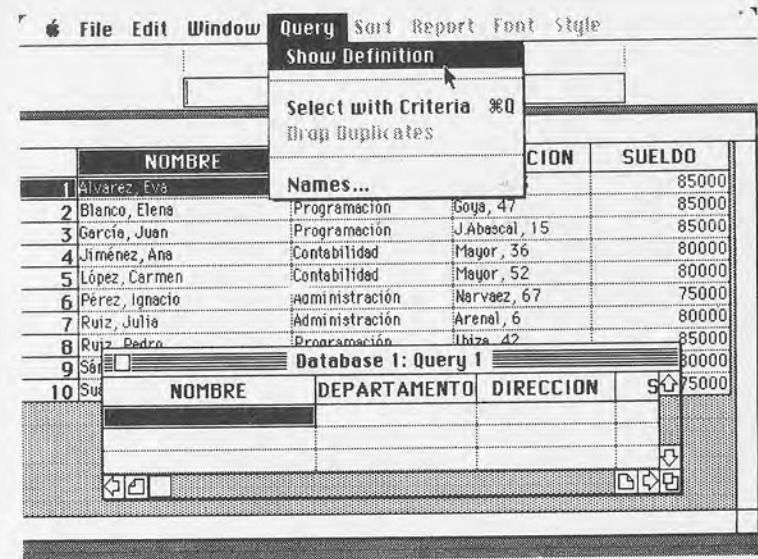 File Edit Window Query Sort Report Font Style
Show Definition
Select with Criteria ⌘Q
Drop Duplicates
Names...
NOMBRE CION SUELDO
1 Alvarez, Eva 85000
2 Blanco, Elena Programación Goya, 47 85000
3 García, Juan Programación J.Abascal, 15 85000
4 Jiménez, Ana Contabilidad Mayor, 36 80000
5 López, Carmen Contabilidad Mayor, 52 80000
6 Pérez, Ignacio Administración Narvaez, 67 75000
7 Ruiz, Julia Administración Arenal, 6 80000
8 Ruiz, Pedro Programación Ibiza, 42 85000
9 Sár 80000
10 Sua 75000
Database 1: Query 1
NOMBRE DEPARTAMENTO DIRECCION S